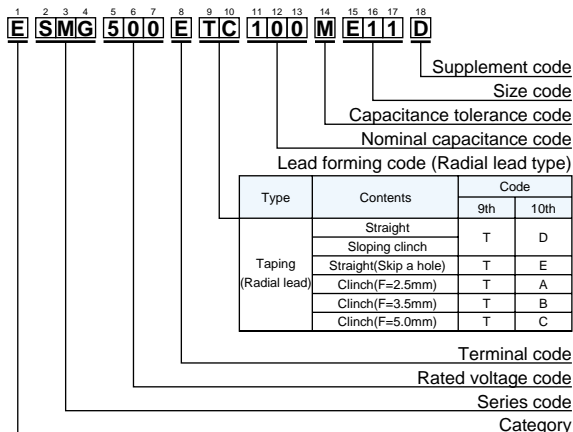 1 2 3 4 5 6 7 8 9 10 11 12 13 14 15 16 17 18
E SMG 500 E TC 100 M E11 D
Supplement code
Size code
Capacitance tolerance code
Nominal capacitance code
Lead forming code (Radial lead type)
Type Contents Code
9th 10th
Taping (Radial lead)
Straight T D
Sloping clinch
Straight(Skip a hole) T E
Clinch(F=2.5mm) T A
Clinch(F=3.5mm) T B
Clinch(F=5.0mm) T C
Terminal code
Rated voltage code
Series code
Category